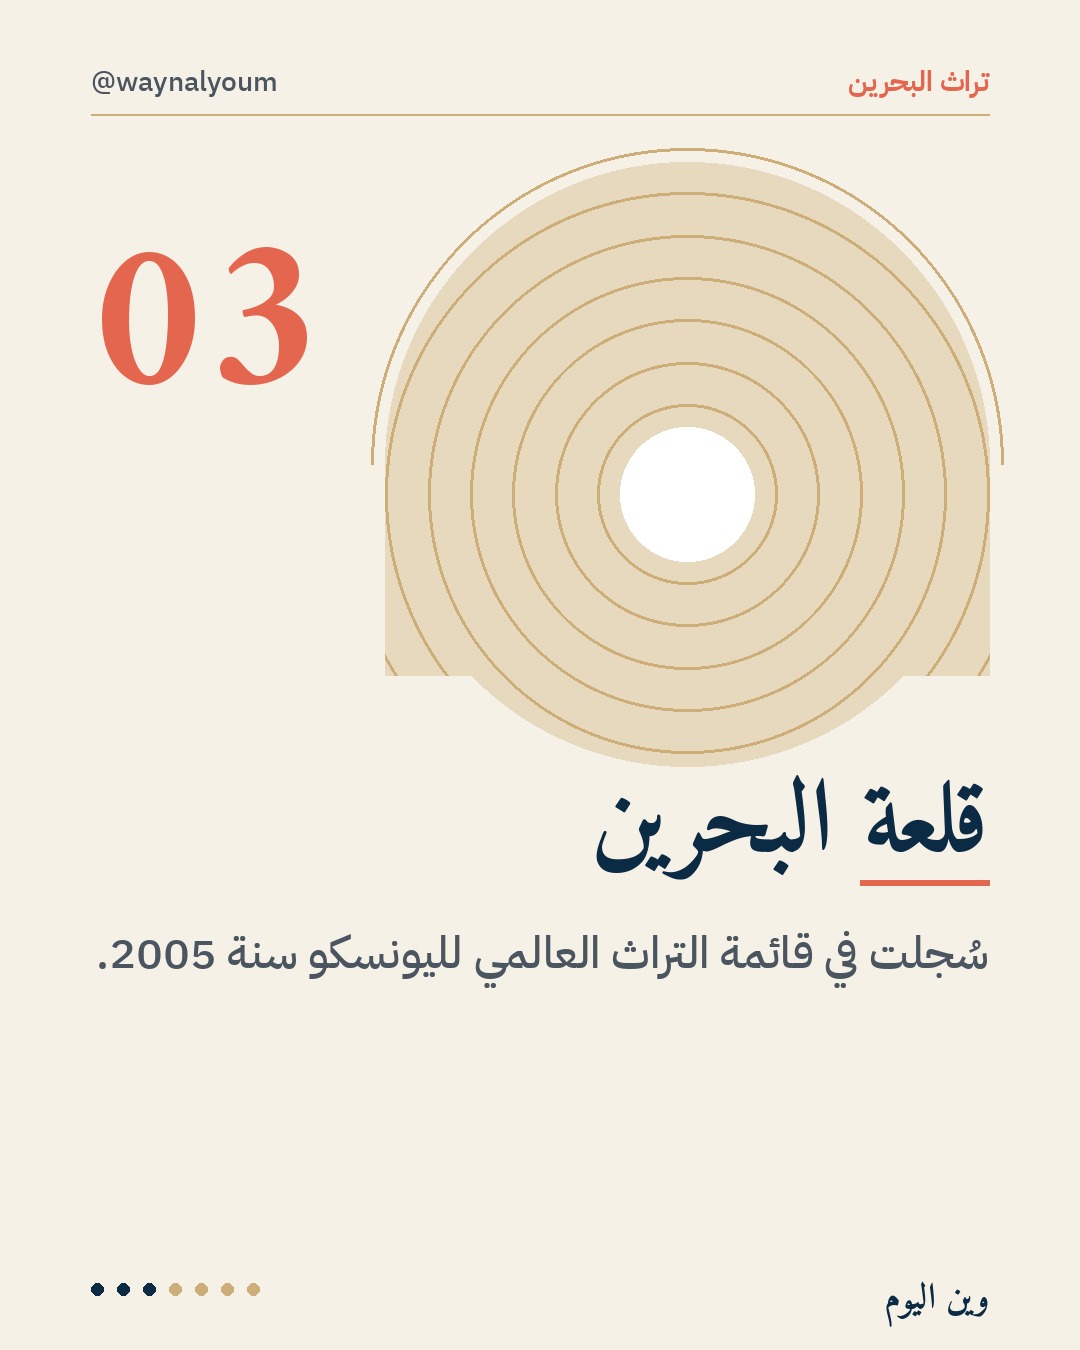 @waynalyoum
تراث البحرين
03
قلعة البحرين
سُجلت في قائمة التراث العالمي لليونسكو سنة 2005.
وين اليوم